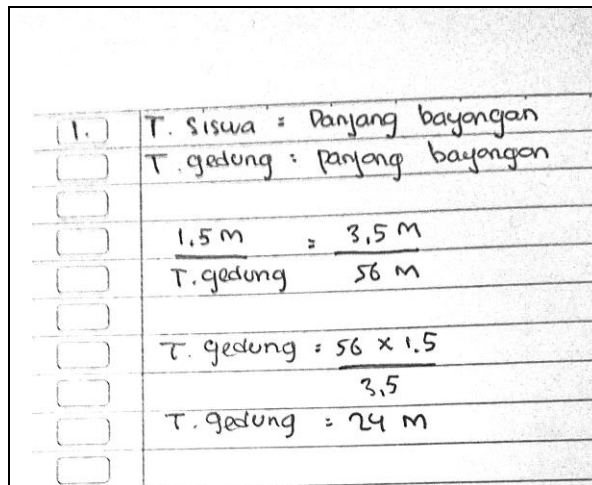 1. T. Siswa = Panjang bayangan
T. gedung = panjang bayangan
1.5 m = 3,5 m
T. gedung 56 m
T. gedung = 56 x 1.5
3,5
T. gedung = 24 m